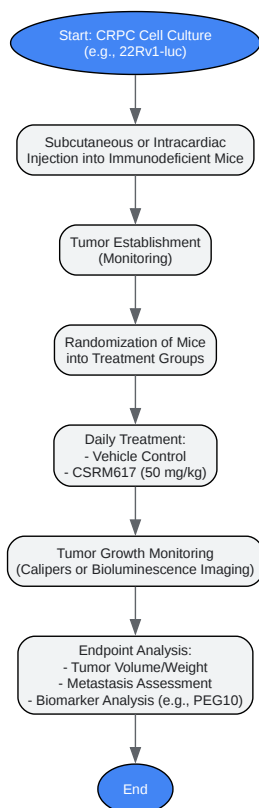 Start: CRPC Cell Culture
(e.g., 22Rv1-luc)
Subcutaneous or Intracardiac
Injection into Immunodeficient Mice
Tumor Establishment
(Monitoring)
Randomization of Mice
into Treatment Groups
Daily Treatment:
- Vehicle Control
- CSRM617 (50 mg/kg)
Tumor Growth Monitoring
(Calipers or Bioluminescence Imaging)
Endpoint Analysis:
- Tumor Volume/Weight
- Metastasis Assessment
- Biomarker Analysis (e.g., PEG10)
End